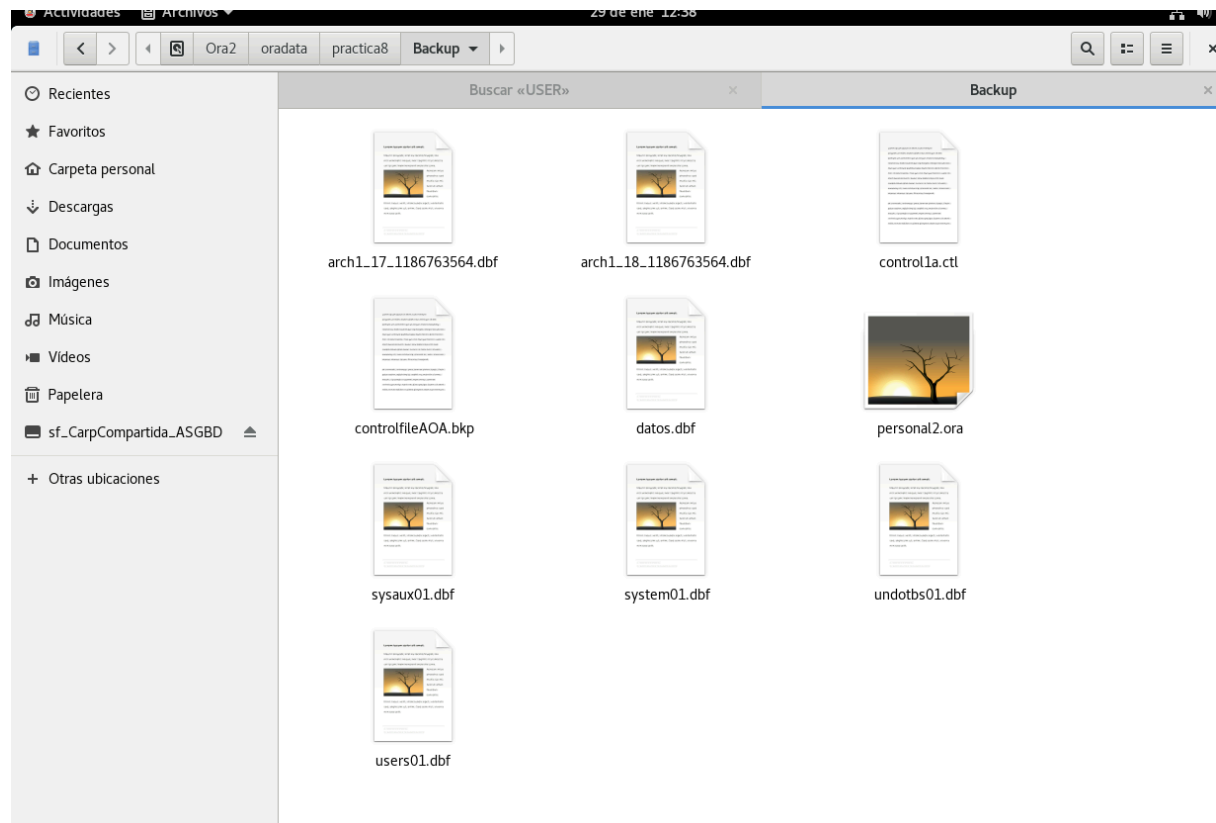 Actividades Archivos 29 de ene 12:38
Ora2 oradata practica8 Backup
Recientes
Favoritos
Carpeta personal
Descargas
Documentos
Imágenes
Música
Vídeos
Papelera
sf_CarpCompartida_ASGBD
+ Otras ubicaciones
Buscar «USER» × Backup ×
arch1_17_1186763564.dbf arch1_18_1186763564.dbf control1a.ctl
controlfileAOA.bkp datos.dbf personal2.ora
sysaux01.dbf system01.dbf undotbs01.dbf
users01.dbf